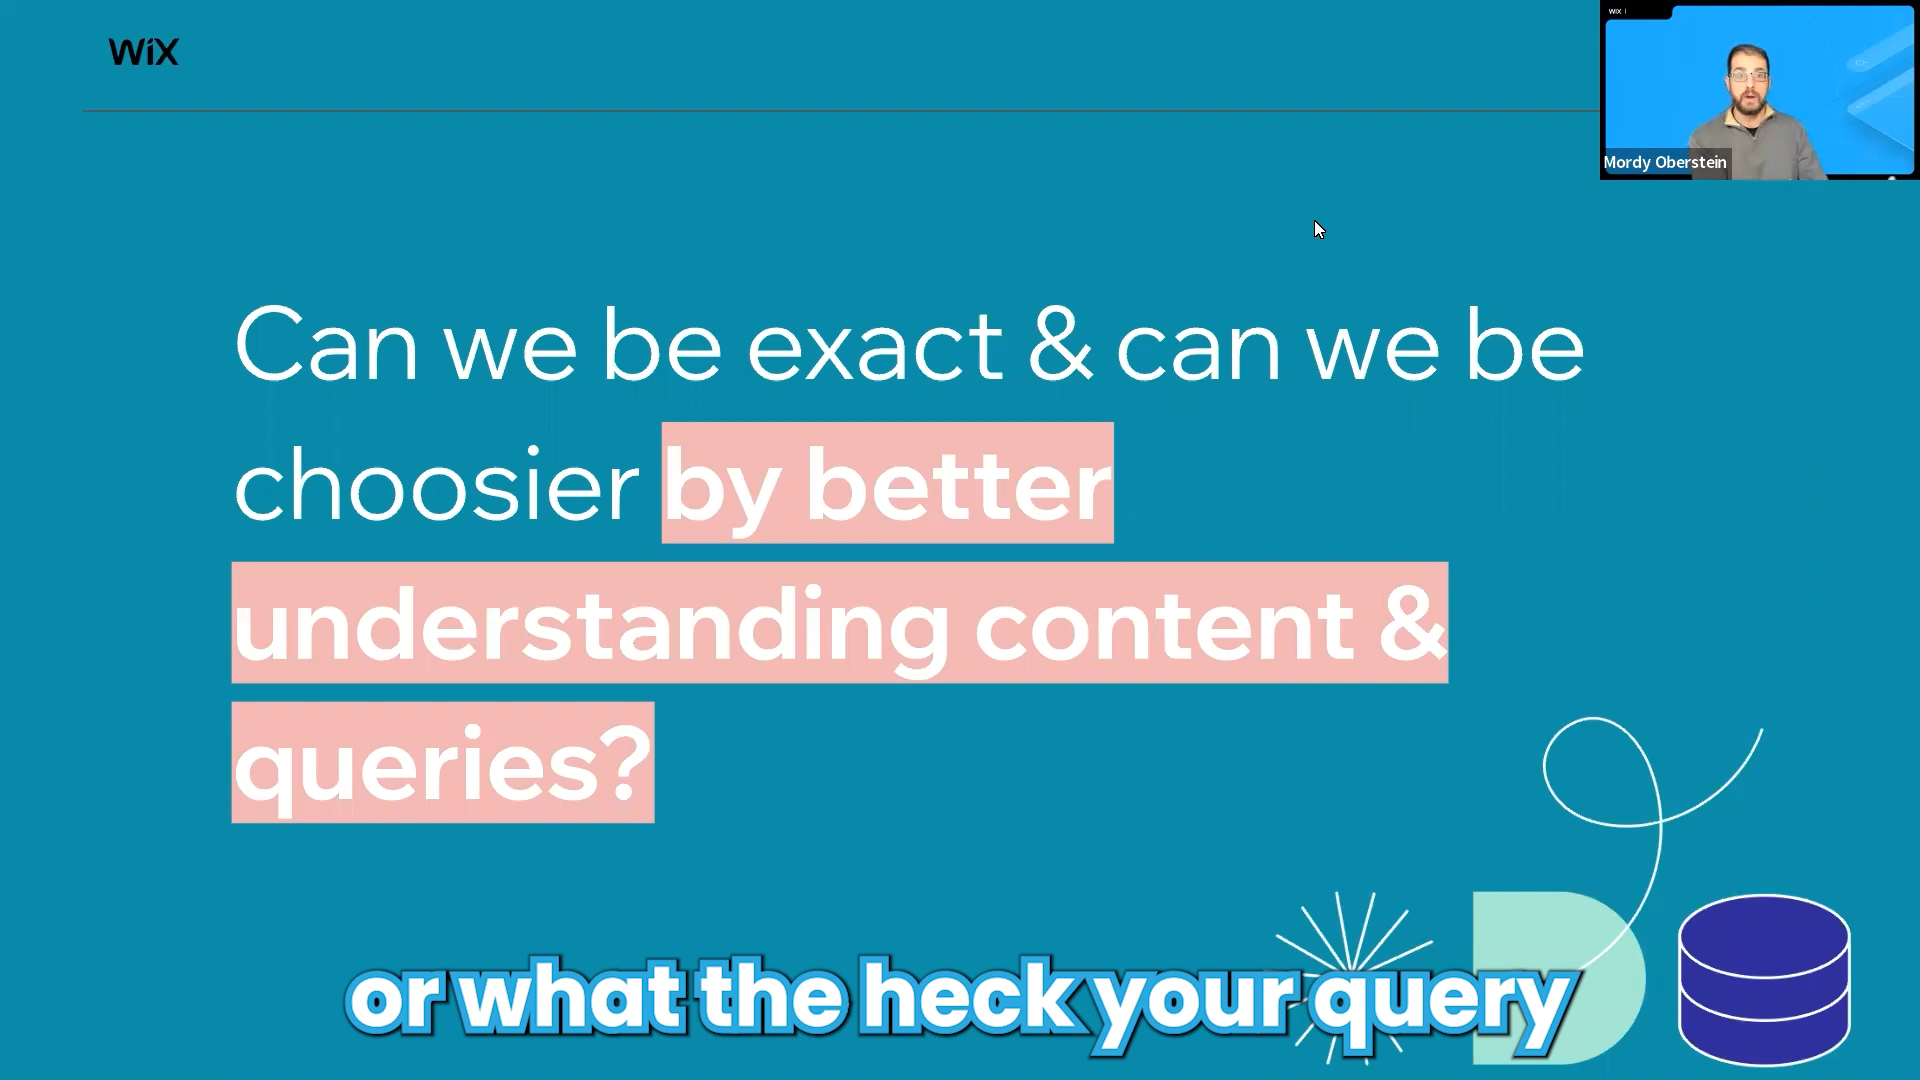 WiX
WiX
Mordy Oberstein
Can we be exact & can we be
choosier by better
understanding content &
queries?
or what the heck your query